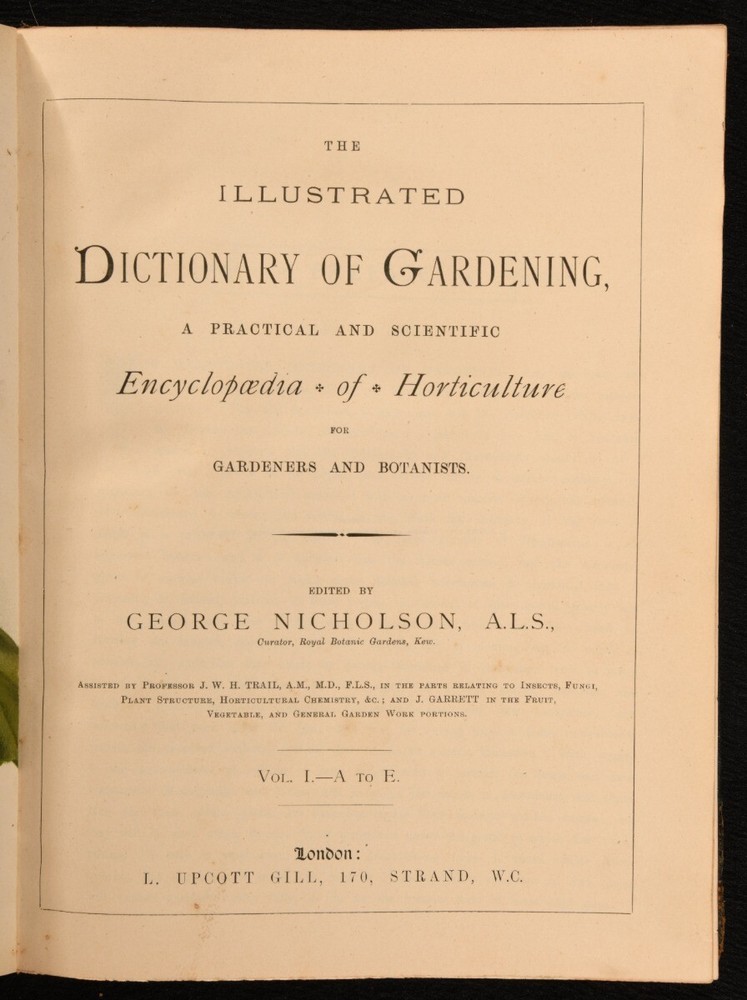 THE
ILLUSTRATED
DICTIONARY OF GARDENING,
A PRACTICAL AND SCIENTIFIC
Encyclopædia of Horticulture
FOR
GARDENERS AND BOTANISTS.
EDITED BY
GEORGE NICHOLSON, A.L.S.,
Curator, Royal Botanic Gardens, Kew.
ASSISTED BY PROFESSOR J. W. H. TRAIL, A.M., M.D., F.L.S., IN THE PARTS RELATING TO INSECTS, FUNGI,
PLANT STRUCTURE, HORTICULTURAL CHEMISTRY, &C.; AND J. GARRETT IN THE FRUIT,
VEGETABLE, AND GENERAL GARDEN WORK PORTIONS.
VOL. I.—A TO E.
London:
L. UPCOTT GILL, 170, STRAND, W.C.